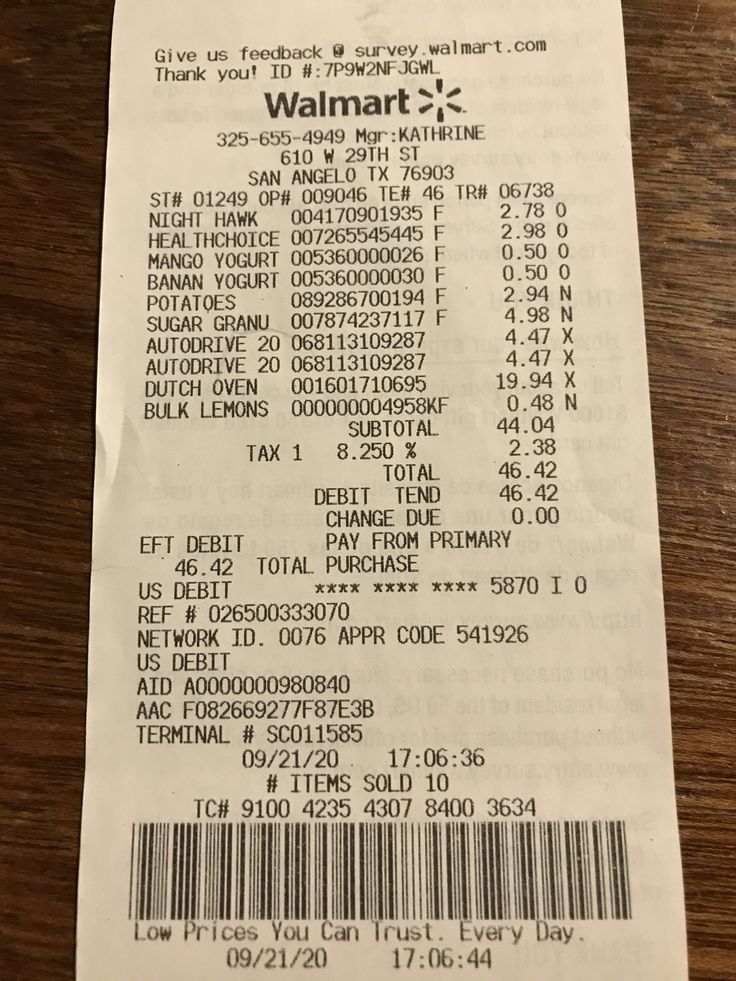 Give us feedback @ survey.walmart.com
Thank you! ID #:7P9W2NFJGWL
Walmart
325-655-4949 Mgr:KATHRINE
610 W 29TH ST
SAN ANGELO TX 76903
ST# 01249 OP# 009046 TE# 46 TR# 06738
NIGHT HAWK 004170901935 F 2.78 O
HEALTHCHOICE 007265545445 F 2.98 O
MANGO YOGURT 005360000026 F 0.50 O
BANAN YOGURT 005360000030 F 0.50 O
POTATOES 089286700194 F 2.94 N
SUGAR GRANU 007874237117 F 4.98 N
AUTODRIVE 20 068113109287 4.47 X
AUTODRIVE 20 068113109287 4.47 X
DUTCH OVEN 001601710695 19.94 X
BULK LEMONS 000000004958KF 0.48 N
SUBTOTAL 44.04
TAX 1 8.250 % 2.38
TOTAL 46.42
DEBIT TEND 46.42
CHANGE DUE 0.00
EFT DEBIT PAY FROM PRIMARY
46.42 TOTAL PURCHASE
US DEBIT **** **** **** 5870 I 0
REF # 026500333070
NETWORK ID. 0076 APPR CODE 541926
US DEBIT
AID A0000000980840
AAC F082669277F87E3B
TERMINAL # SC011585
09/21/20 17:06:36
# ITEMS SOLD 10
TC# 9100 4235 4307 8400 3634
Low Prices You Can Trust. Every Day.
09/21/20 17:06:44